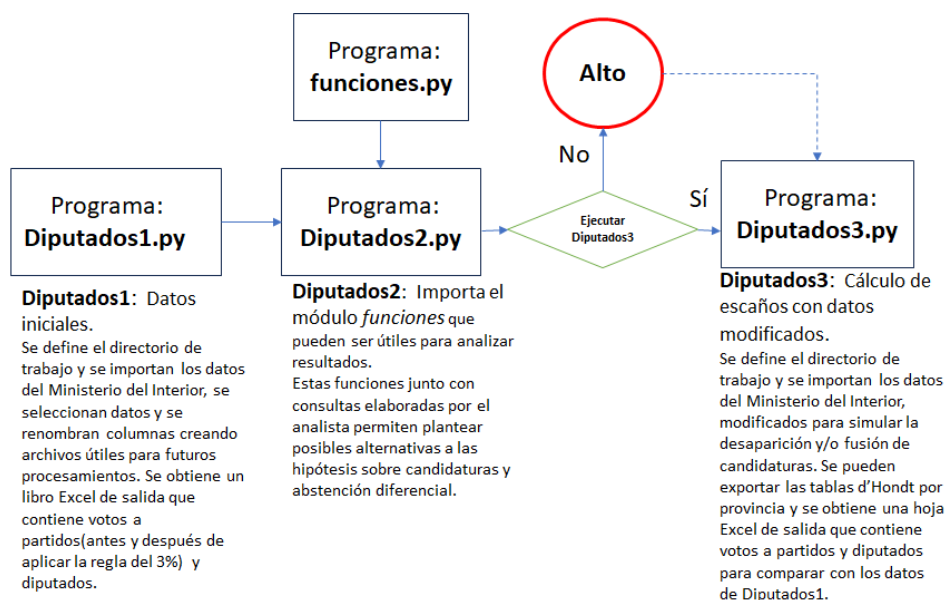 Programa:
funciones.py
Alto
No
Sí
Programa:
Diputados1.py
Programa:
Diputados2.py
Ejecutar
Diputados3
Programa:
Diputados3.py
Diputados1: Datos
iniciales.
Se define el directorio de
trabajo y se importan los datos
del Ministerio del Interior, se
seleccionan datos y se
renombran columnas creando
archivos útiles para futuros
procesamientos. Se obtiene un
libro Excel de salida que
contiene votos a
partidos(antes y después de
aplicar la regla del 3%) y
diputados.
Diputados2: Importa el
módulo funciones que
pueden ser útiles para analizar
resultados.
Estas funciones junto con
consultas elaboradas por el
analista permiten plantear
posibles alternativas a las
hipótesis sobre candidaturas y
abstención diferencial.
Diputados3: Cálculo de
escaños con datos
modificados.
Se define el directorio de
trabajo y se importan los datos
del Ministerio del Interior,
modificados para simular la
desaparición y/o fusión de
candidaturas. Se pueden
exportar las tablas d’Hondt por
provincia y se obtiene una hoja
Excel de salida que contiene
votos a partidos y diputados
para comparar con los datos
de Diputados1.